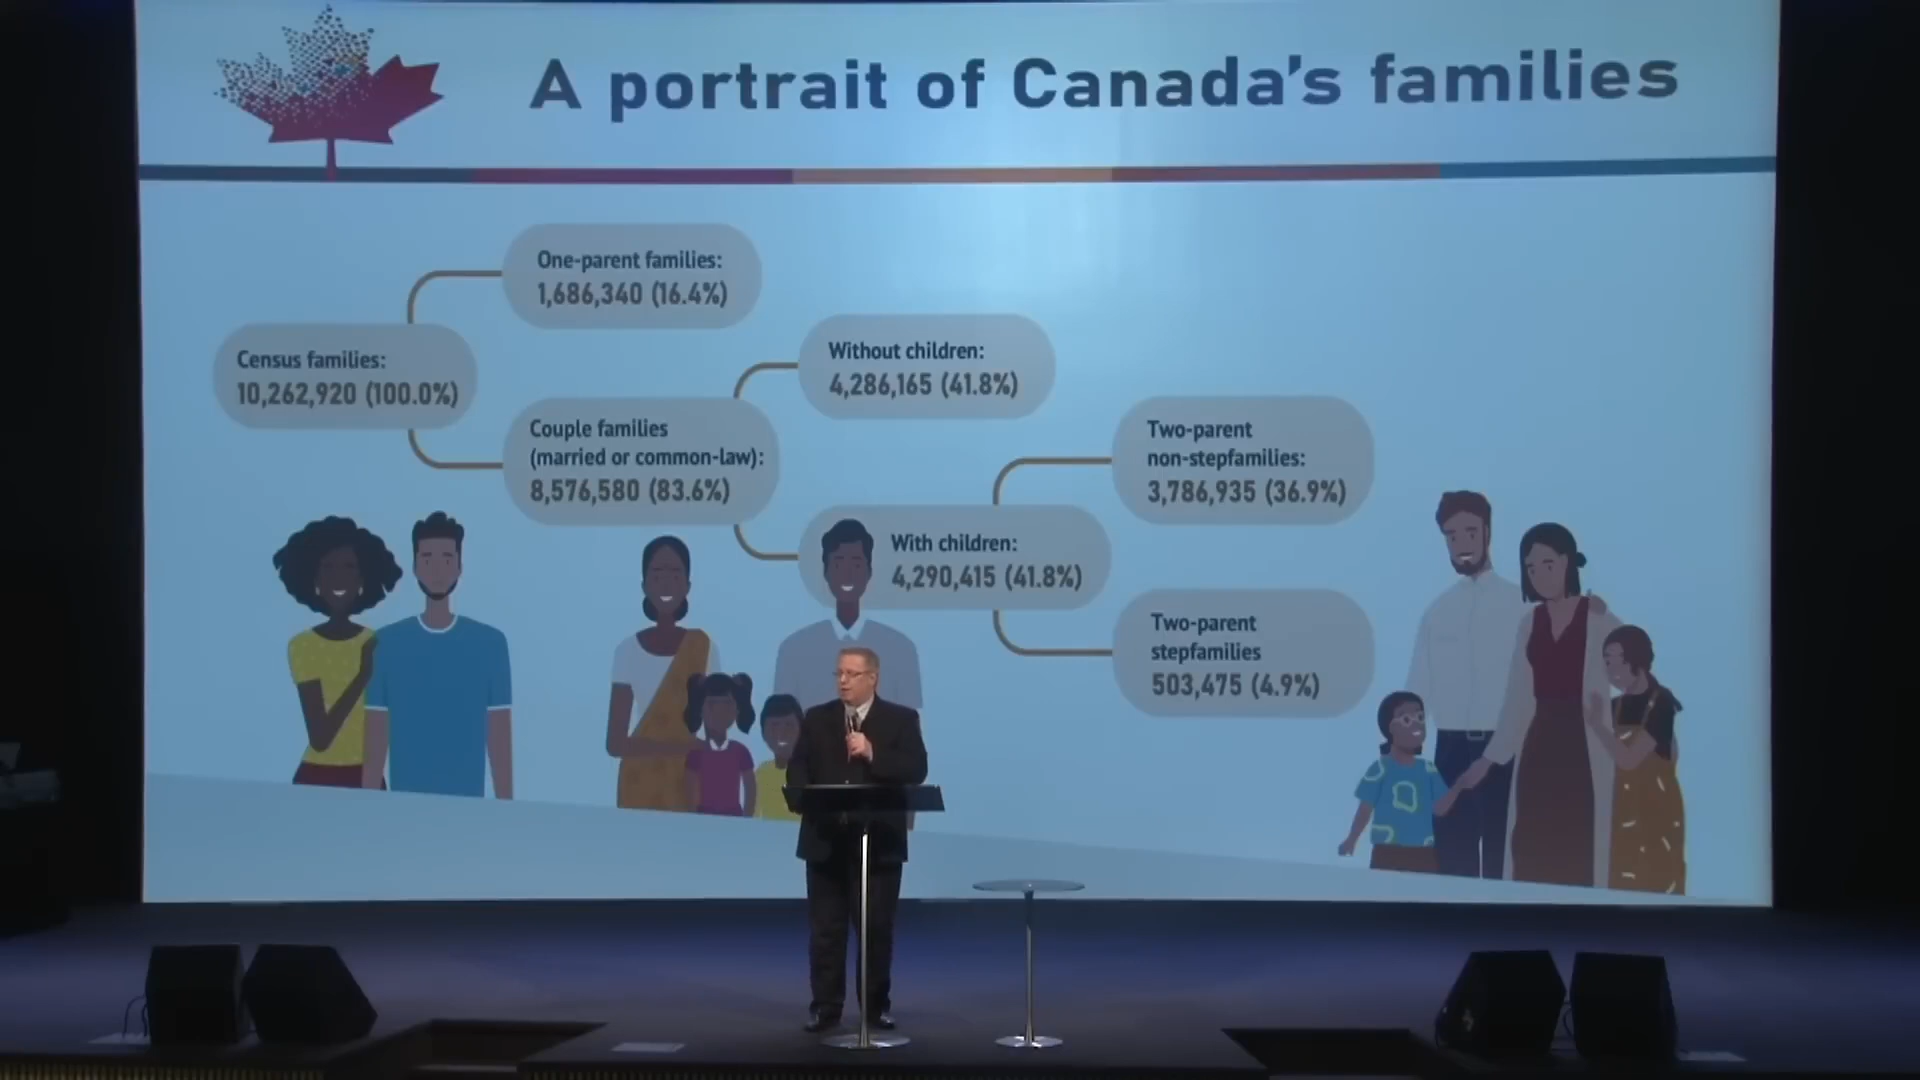 A portrait of Canada's families
One-parent families:
1,686,340 (16.4%)
Census families:
10,262,920 (100.0%)
Couple families
(married or common-law):
8,576,580 (83.6%)
Without children:
4,286,165 (41.8%)
With children:
4,290,415 (41.8%)
Two-parent
non-stepfamilies:
3,786,935 (36.9%)
Two-parent
stepfamilies
503,475 (4.9%)